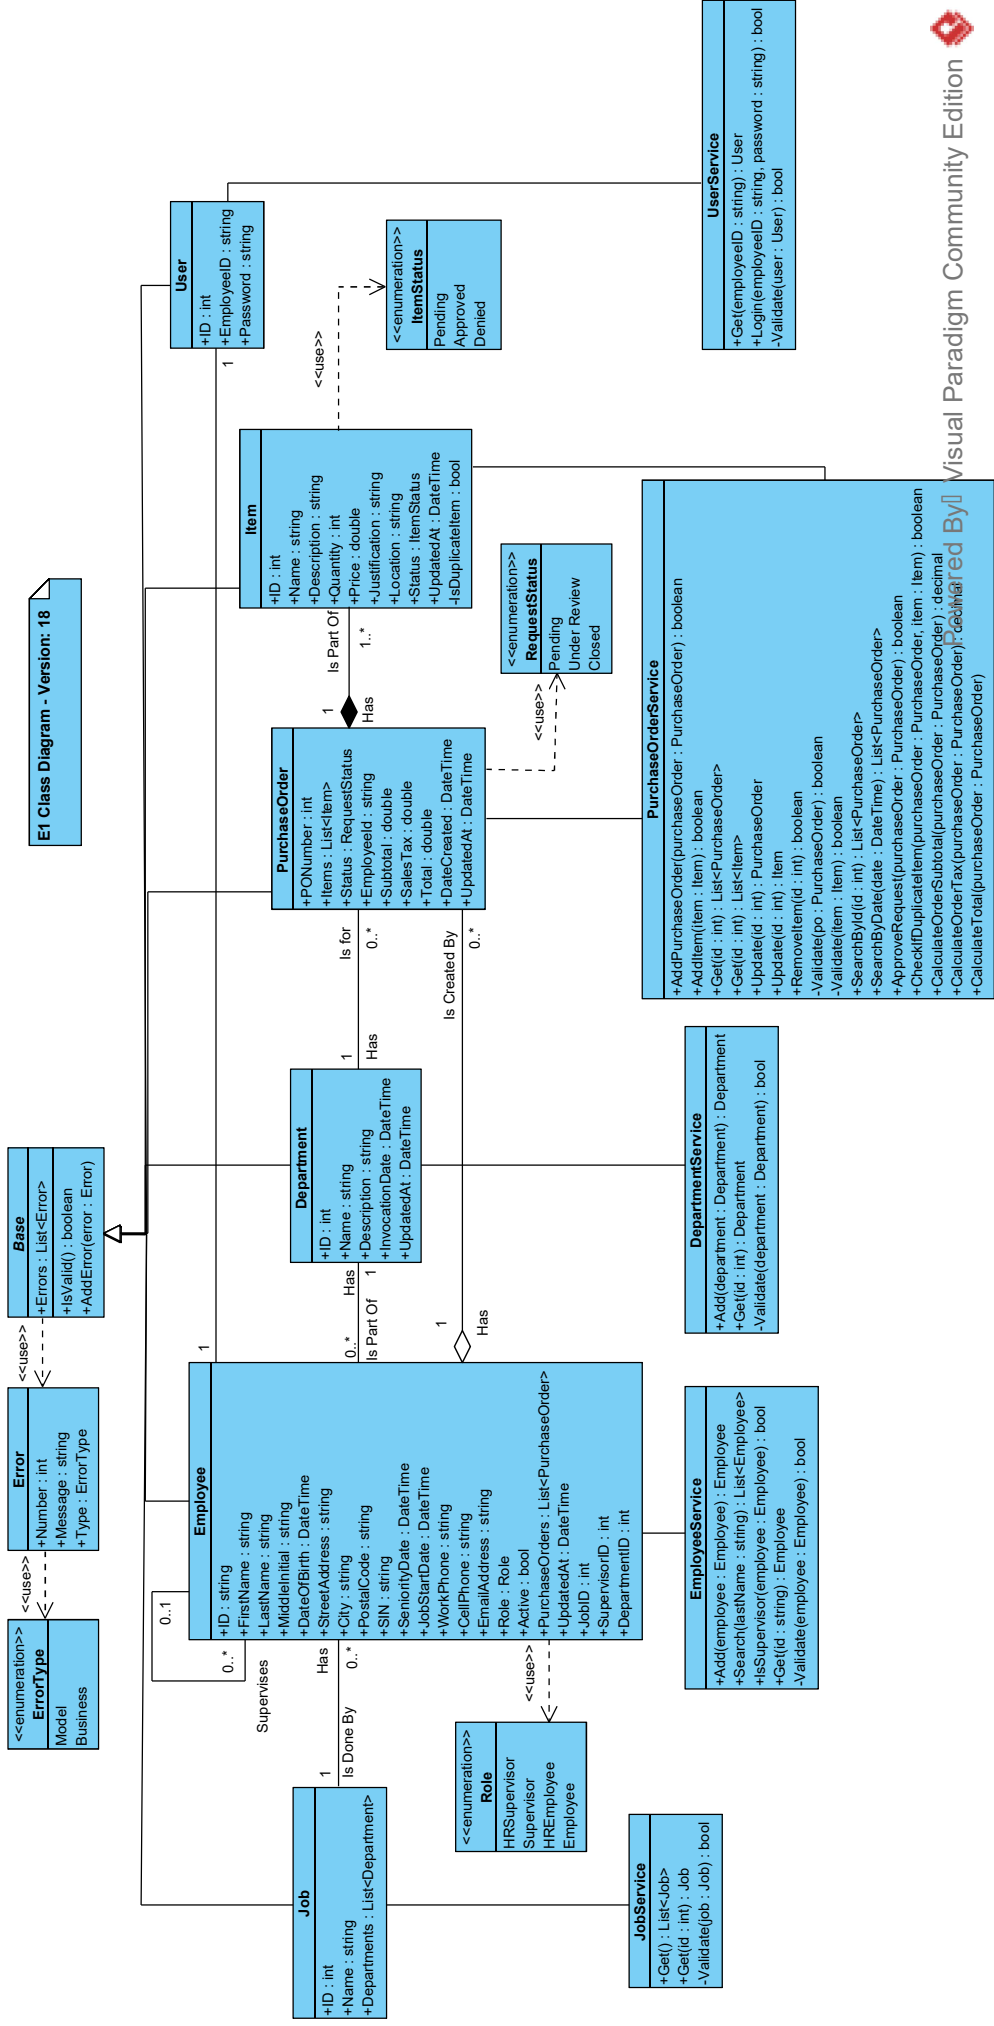 E1 Class Diagram - Version: 18
<<enumeration>>
ErrorType
Model
Business
<<use>>
Error
+Number : int
+Message : string
+Type : ErrorType
<<use>>
Base
+Errors : List<Error>
+IsValid() : boolean
+AddError(error : Error)
User
+ID : int
+EmployeeID : string
+Password : string
1
1
Job
+ID : int
+Name : string
+Departments : List<Department>
1
Is Done By
Has
0..*
0..1
0..*
Supervises
Employee
+ID : string
+FirstName : string
+LastName : string
+MiddleInitial : string
+DateOfBirth : DateTime
+StreetAddress : string
+City : string
+PostalCode : string
+SIN : string
+SeniorityDate : DateTime
+JobStartDate : DateTime
+WorkPhone : string
+CellPhone : string
+EmailAddress : string
+Role : Role
+Active : bool
+PurchaseOrders : List<PurchaseOrder>
+UpdatedAt : DateTime
+JobID : int
+SupervisorID : int
+DepartmentID : int
<<use>>
<<enumeration>>
Role
HRSupervisor
Supervisor
HREmployee
Employee
0..*
Is Part Of
Has
1
1
Has
Department
+ID : int
+Name : string
+Description : string
+InvocationDate : DateTime
+UpdatedAt : DateTime
1
Has
Is for
0..*
Is Created By
0..*
PurchaseOrder
+PONumber : int
+Items : List<Item>
+Status : RequestStatus
+EmployeeId : string
+Subtotal : double
+SalesTax : double
+Total : double
+DateCreated : DateTime
+UpdatedAt : DateTime
1
Has
Is Part Of
1..*
<<use>>
<<enumeration>>
RequestStatus
Pending
Under Review
Closed
Item
+ID : int
+Name : string
+Description : string
+Quantity : int
+Price : double
+Justification : string
+Location : string
+Status : ItemStatus
+UpdatedAt : DateTime
-IsDuplicateItem : bool
<<use>>
<<enumeration>>
ItemStatus
Pending
Approved
Denied
JobService
+Get() : List<Job>
+Get(id : int) : Job
-Validate(job : Job) : bool
EmployeeService
+Add(employee : Employee) : Employee
+Search(lastName : string) : List<Employee>
+IsSupervisor(employee : Employee) : bool
+Get(id : string) : Employee
-Validate(employee : Employee) : bool
DepartmentService
+Add(department : Department) : Department
+Get(id : int) : Department
-Validate(department : Department) : bool
PurchaseOrderService
+AddPurchaseOrder(purchaseOrder : PurchaseOrder) : boolean
+AddItem(item : Item) : boolean
+Get(id : int) : List<PurchaseOrder>
+Get(id : int) : List<Item>
+Update(id : int) : PurchaseOrder
+Update(id : int) : Item
+RemoveItem(id : int) : boolean
-Validate(po : PurchaseOrder) : boolean
-Validate(item : Item) : boolean
+SearchById(id : int) : List<PurchaseOrder>
+SearchByDate(date : DateTime) : List<PurchaseOrder>
+ApproveRequest(purchaseOrder : PurchaseOrder) : boolean
+CheckIfDuplicateItem(purchaseOrder : PurchaseOrder, item : Item) : boolean
+CalculateOrderSubtotal(purchaseOrder : PurchaseOrder) : decimal
+CalculateOrderTax(purchaseOrder : PurchaseOrder) : decimal
+CalculateTotal(purchaseOrder : PurchaseOrder)
UserService
+Get(employeeID : string) : User
+Login(employeeID : string, password : string) : bool
-Validate(user : User) : bool
Powered By Visual Paradigm Community Edition